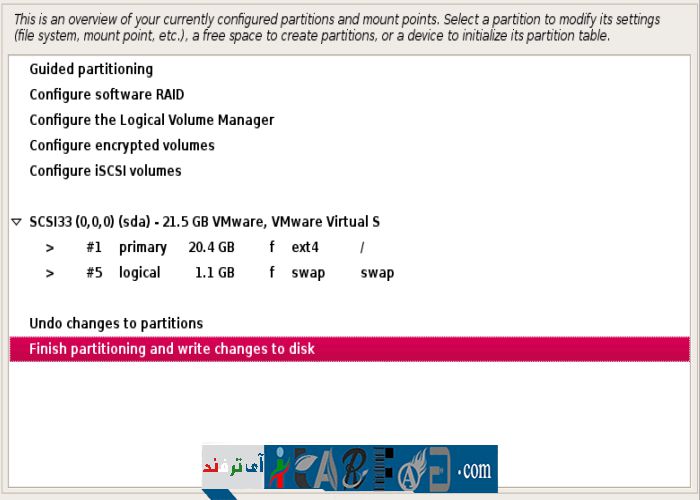 This is an overview of your currently configured partitions and mount points. Select a partition to modify its settings
(file system, mount point, etc.), a free space to create partitions, or a device to initialize its partition table.
Guided partitioning
Configure software RAID
Configure the Logical Volume Manager
Configure encrypted volumes
Configure iSCSI volumes
SCSI33 (0,0,0) (sda) - 21.5 GB VMware, VMware Virtual S
> #1 primary 20.4 GB f ext4 /
> #5 logical 1.1 GB f swap swap
Undo changes to partitions
Finish partitioning and write changes to disk
آی ترفند .com